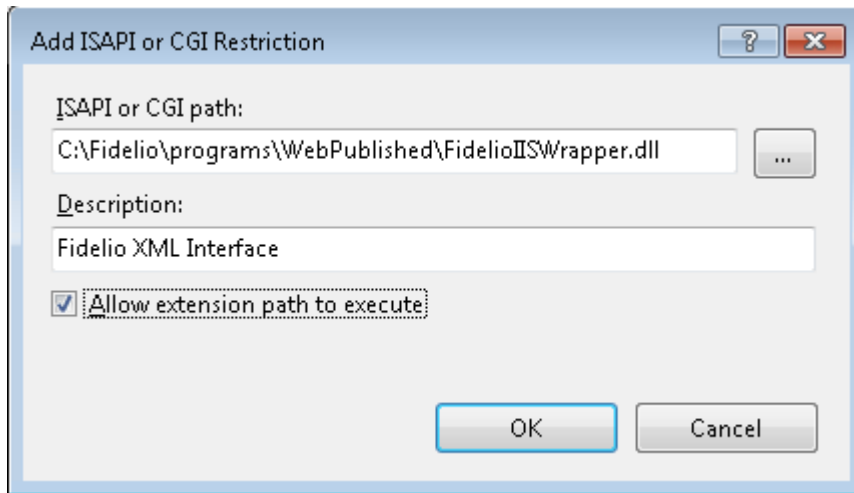 Add ISAPI or CGI Restriction
ISAPI or CGI path:
C:\Fidelio\programs\WebPublished\FidelioIISWrapper.dll
...
Description:
Fidelio XML Interface
Allow extension path to execute
OK
Cancel